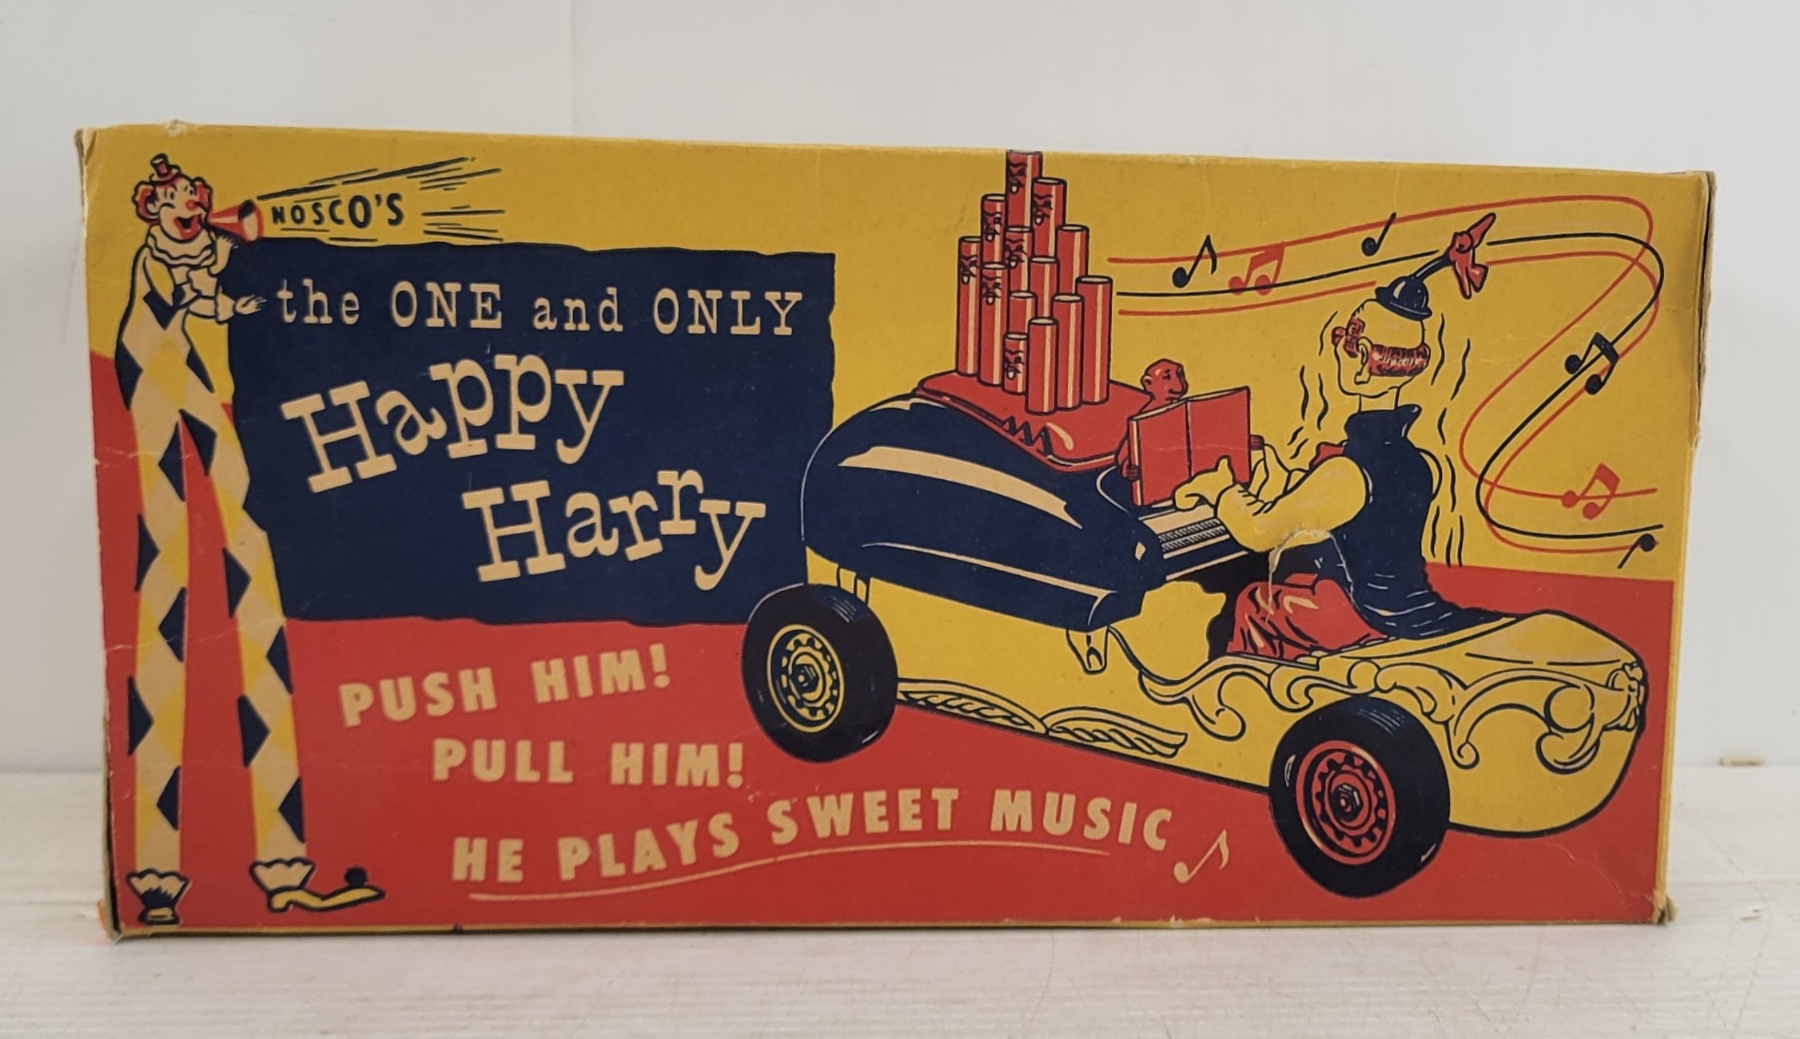 NOSCO'S
the ONE and ONLY
Happy
Harry
PUSH HIM!
PULL HIM!
HE PLAYS SWEET MUSIC